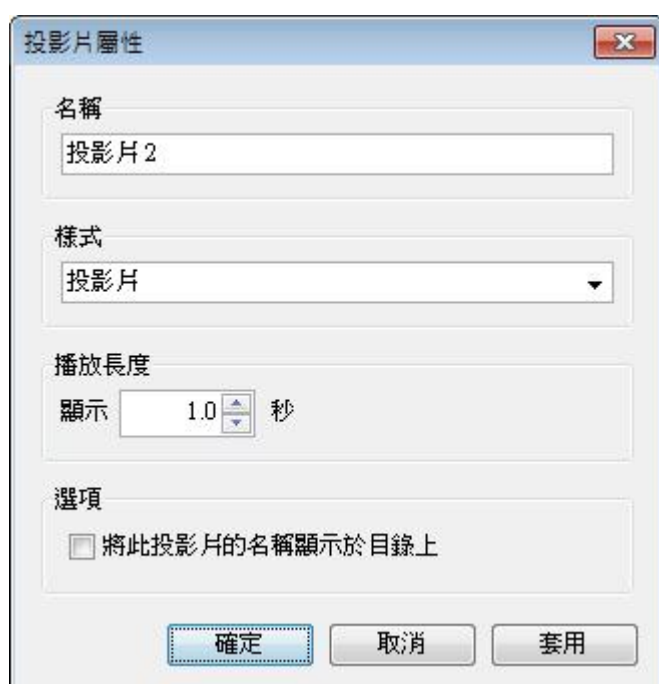 投影片屬性
名稱
投影片 2
樣式
投影片
播放長度
顯示 1.0 秒
選項
將此投影片的名稱顯示於目錄上
確定 取消 套用